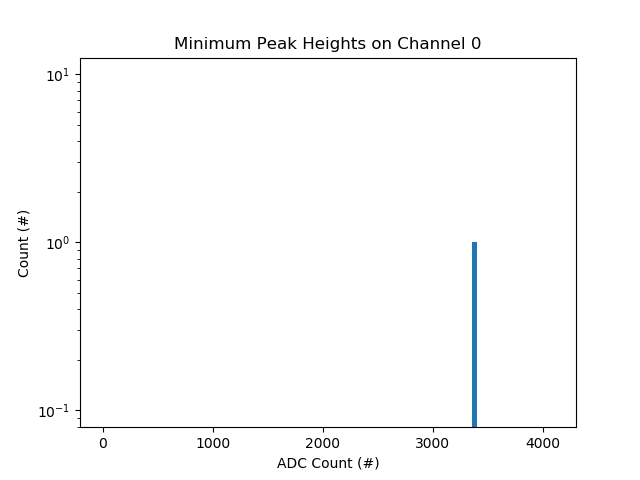 Minimum Peak Heights on Channel 0
10¹
10⁰
10⁻¹
Count (#)
0 1000 2000 3000 4000
ADC Count (#)